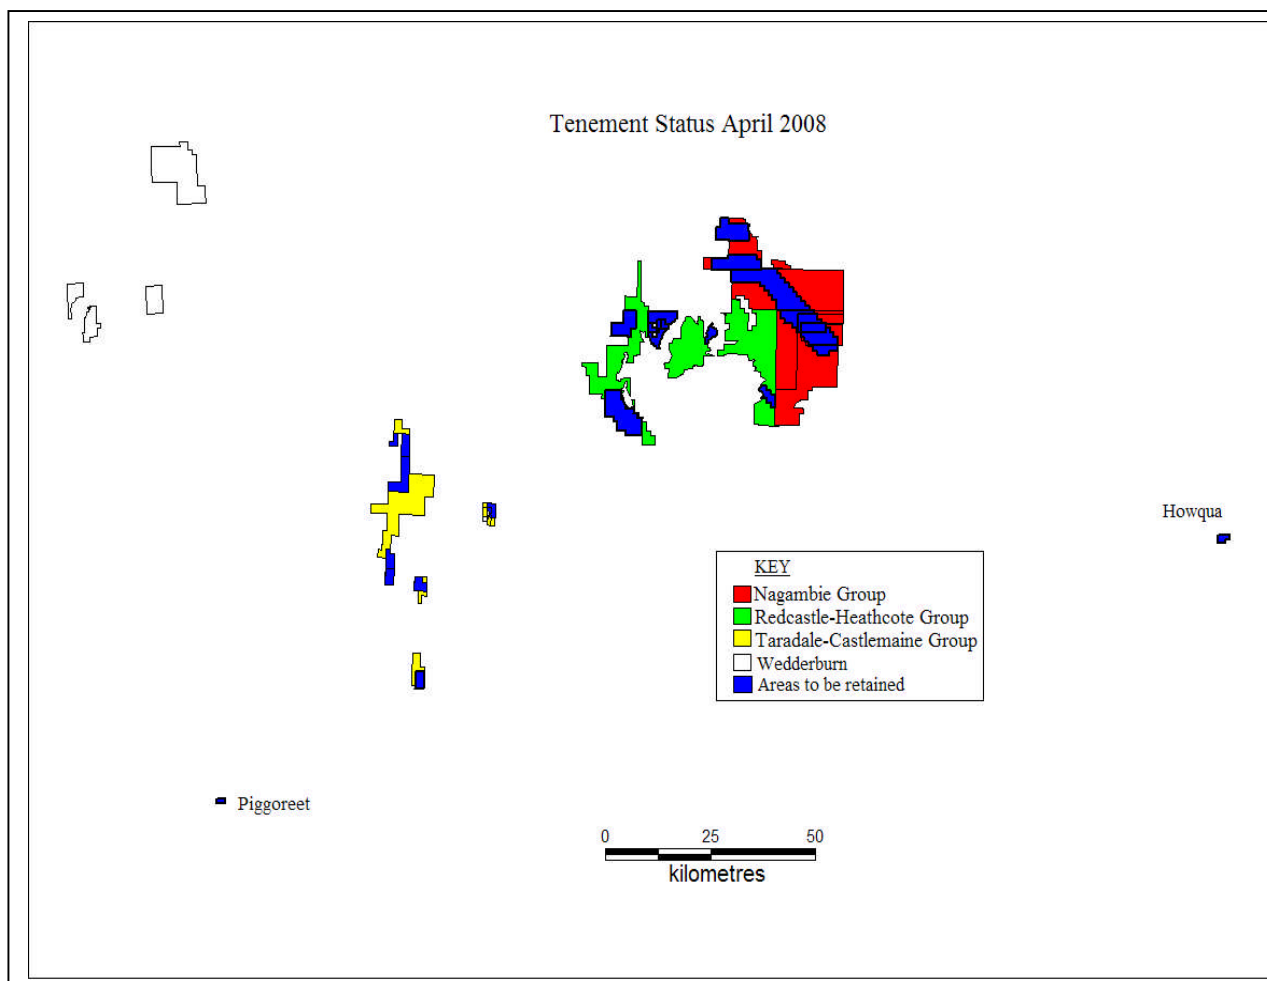 Tenement Status April 2008
Howqua
KEY
Nagambie Group
Redcastle-Heathcote Group
Taradale-Castlemaine Group
Wedderburn
Areas to be retained
Piggoreet
0 25 50
kilometres